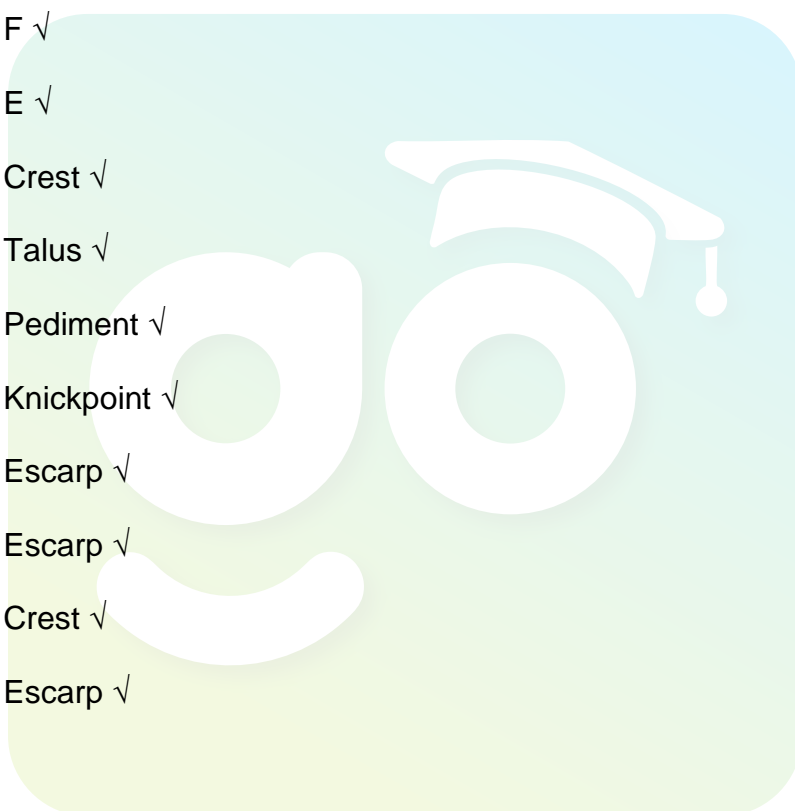 F √
E √
Crest √
Talus √
Pediment √
Knickpoint √
Escarp √
Escarp √
Crest √
Escarp √